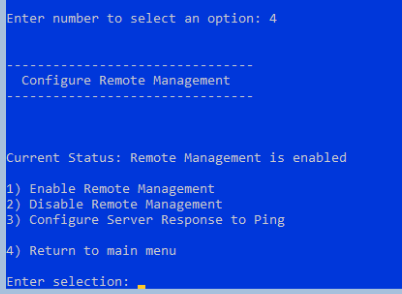 Enter number to select an option: 4
--------------------------------
Configure Remote Management
--------------------------------
Current Status: Remote Management is enabled
1) Enable Remote Management
2) Disable Remote Management
3) Configure Server Response to Ping
4) Return to main menu
Enter selection: _